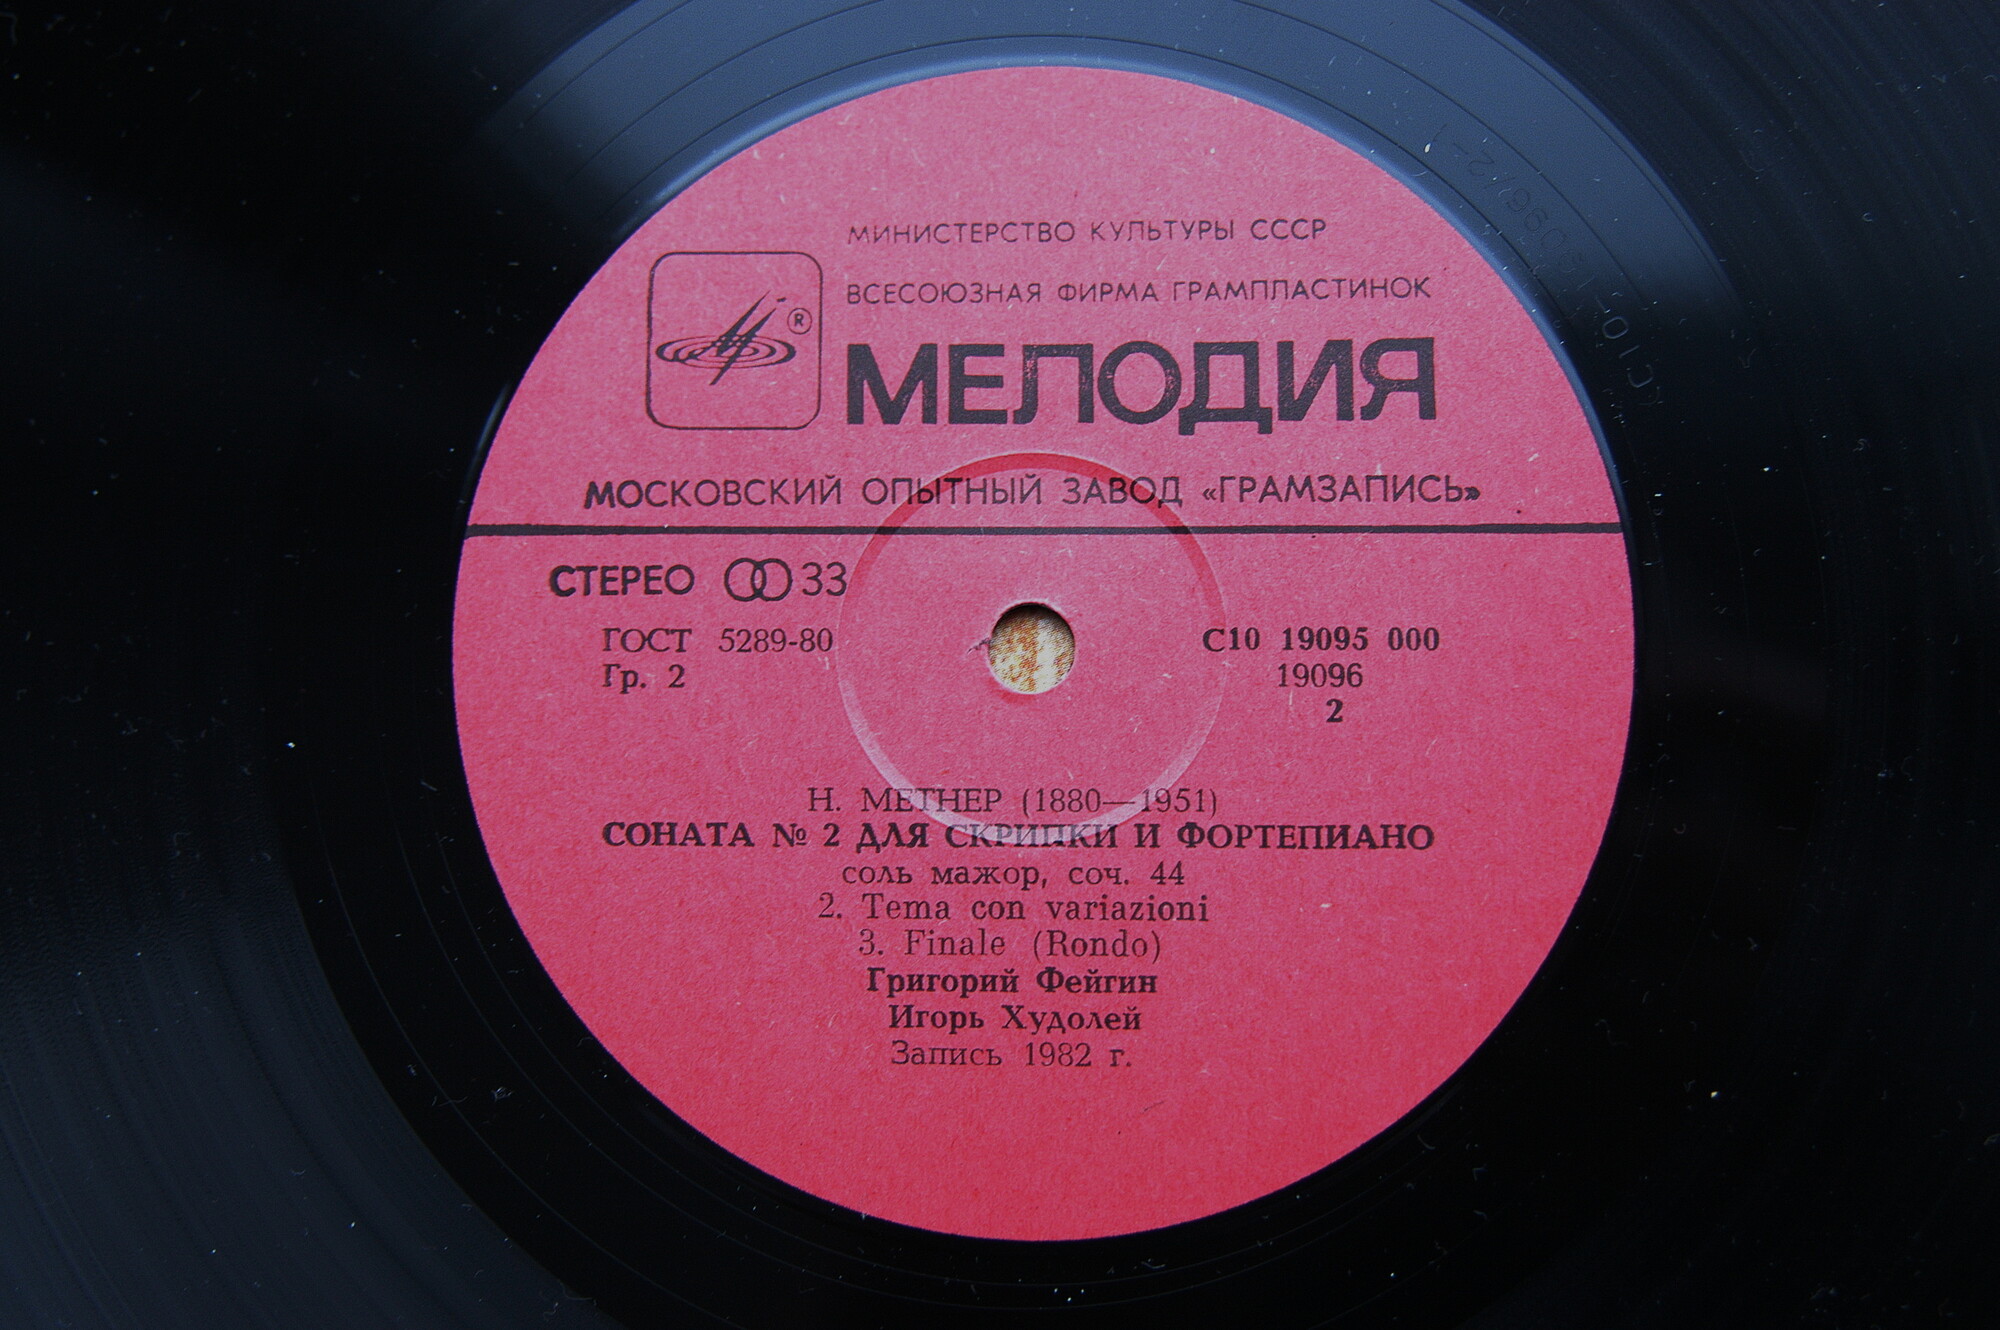 МИНИСТЕРСТВО КУЛЬТУРЫ СССР
ВСЕСОЮЗНАЯ ФИРМА ГРАМПЛАСТИНОК
®
МЕЛОДИЯ
МОСКОВСКИЙ ОПЫТНЫЙ ЗАВОД «ГРАМЗАПИСЬ»
СТЕРЕО 33
ГОСТ 5289-80
Гр. 2
С10 19095 000
19096
2
Н. МЕТНЕР (1880—1951)
СОНАТА № 2 ДЛЯ СКРИПКИ И ФОРТЕПИАНО
соль мажор, соч. 44
2. Tema con variazioni
3. Finale (Rondo)
Григорий Фейгин
Игорь Худолей
Запись 1982 г.